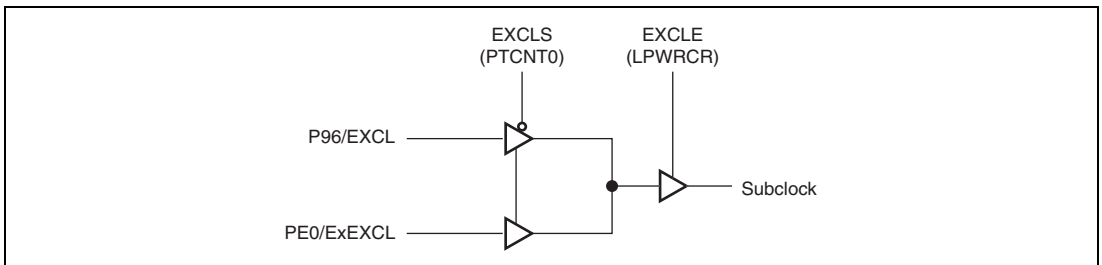 EXCLS
(PTCNT0)
EXCLE
(LPWRCR)
P96/EXCL
Subclock
PE0/ExEXCL